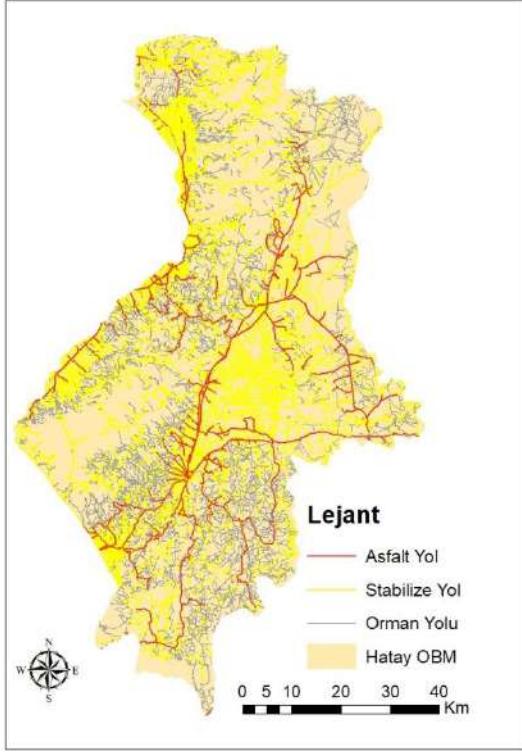 Lejant
Asfalt Yol
Stabilize Yol
Orman Yolu
Hatay OBM
N
W E
S
0 5 10 20 30 40
Km